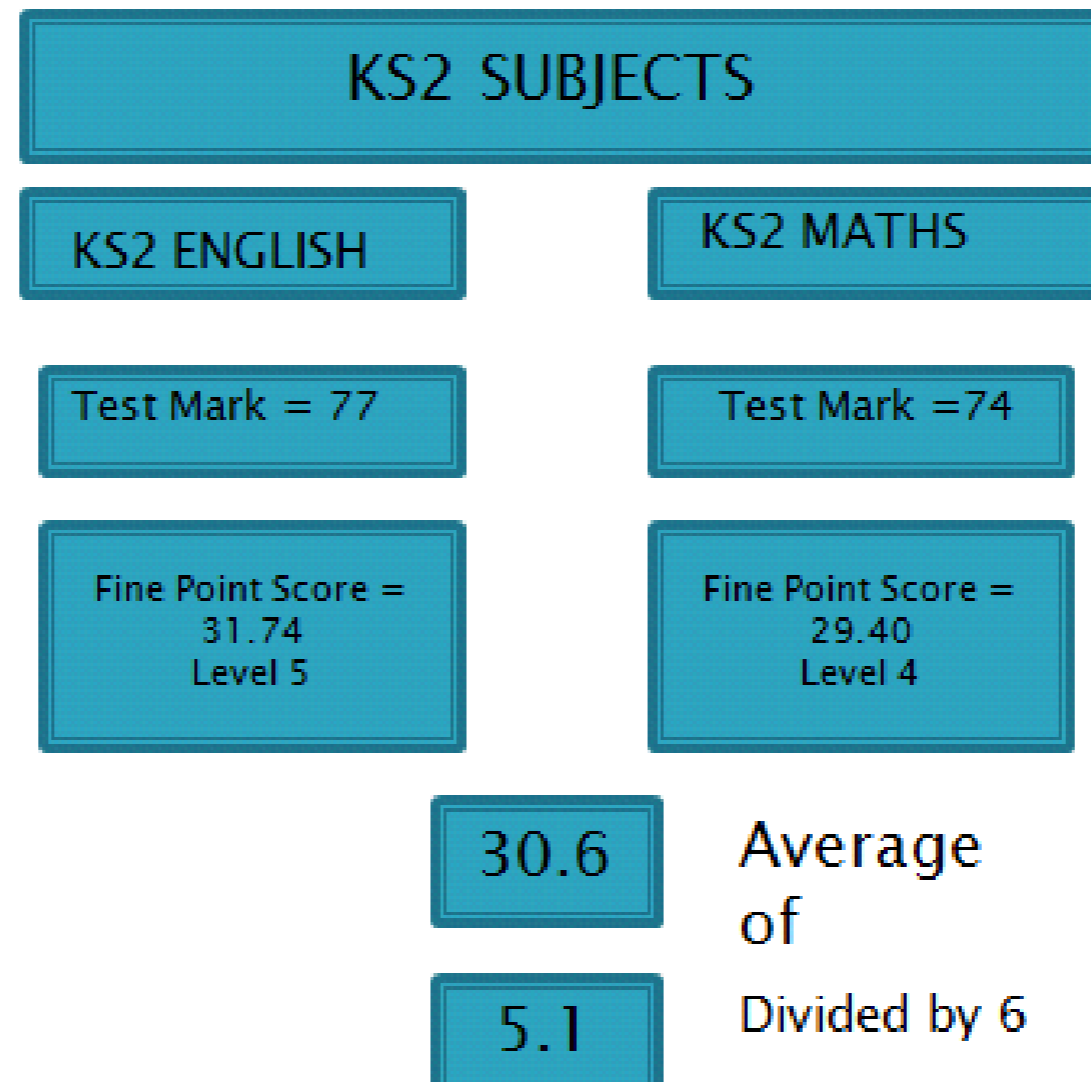 KS2 SUBJECTS
KS2 ENGLISH
KS2 MATHS
Test Mark = 77
Test Mark =74
Fine Point Score =
31.74
Level 5
Fine Point Score =
29.40
Level 4
30.6
Average
of
5.1
Divided by 6